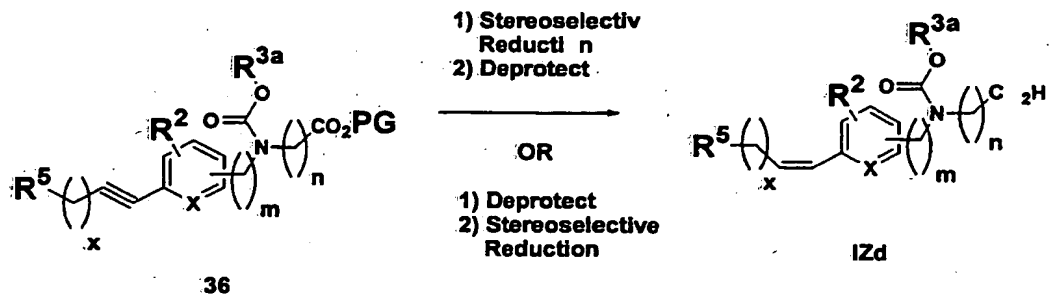 1) Stereoselectiv
Reducti n
2) Deprotect
OR
1) Deprotect
2) Stereoselective
Reduction
R3a
O
O
R2
N
CO2PG
( )n
R5
( )x
X
( )m
36
R3a
O
O
R2
N
C 2H
( )n
R5
( )x
X
( )m
IZd